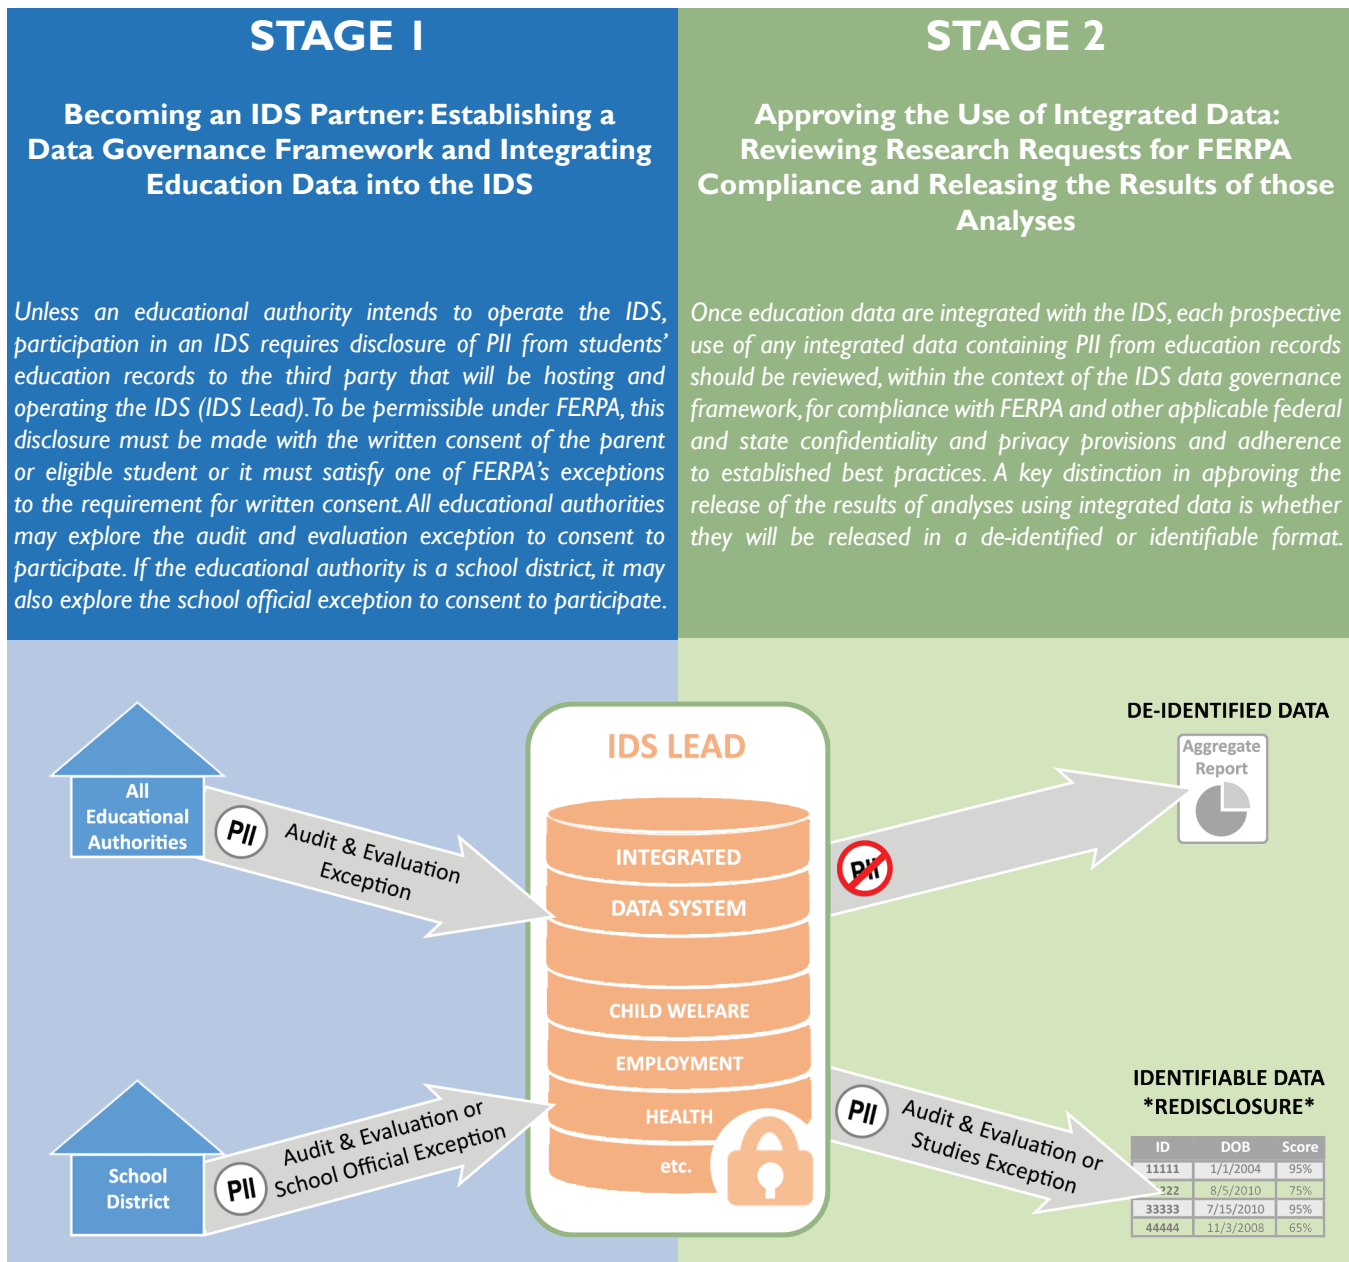 STAGE 1
Becoming an IDS Partner: Establishing a
Data Governance Framework and Integrating
Education Data into the IDS
Unless an educational authority intends to operate the IDS,
participation in an IDS requires disclosure of PII from students'
education records to the third party that will be hosting and
operating the IDS (IDS Lead). To be permissible under FERPA, this
disclosure must be made with the written consent of the parent
or eligible student or it must satisfy one of FERPA's exceptions
to the requirement for written consent. All educational authorities
may explore the audit and evaluation exception to consent to
participate. If the educational authority is a school district, it may
also explore the school official exception to consent to participate.
STAGE 2
Approving the Use of Integrated Data:
Reviewing Research Requests for FERPA
Compliance and Releasing the Results of those
Analyses
Once education data are integrated with the IDS, each prospective
use of any integrated data containing PII from education records
should be reviewed, within the context of the IDS data governance
framework, for compliance with FERPA and other applicable federal
and state confidentiality and privacy provisions and adherence
to established best practices. A key distinction in approving the
release of the results of analyses using integrated data is whether
they will be released in a de-identified or identifiable format.
All
Educational
Authorities
PII
Audit & Evaluation
Exception
School
District
PII
Audit & Evaluation or
School Official Exception
IDS LEAD
INTEGRATED
DATA SYSTEM
CHILD WELFARE
EMPLOYMENT
HEALTH
etc.
PII
DE-IDENTIFIED DATA
Aggregate
Report
PII
Audit & Evaluation or
Studies Exception
IDENTIFIABLE DATA
*REDISCLOSURE*
ID DOB Score
11111 1/1/2004 95%
222 8/5/2010 75%
33333 7/15/2010 95%
44444 11/3/2008 65%